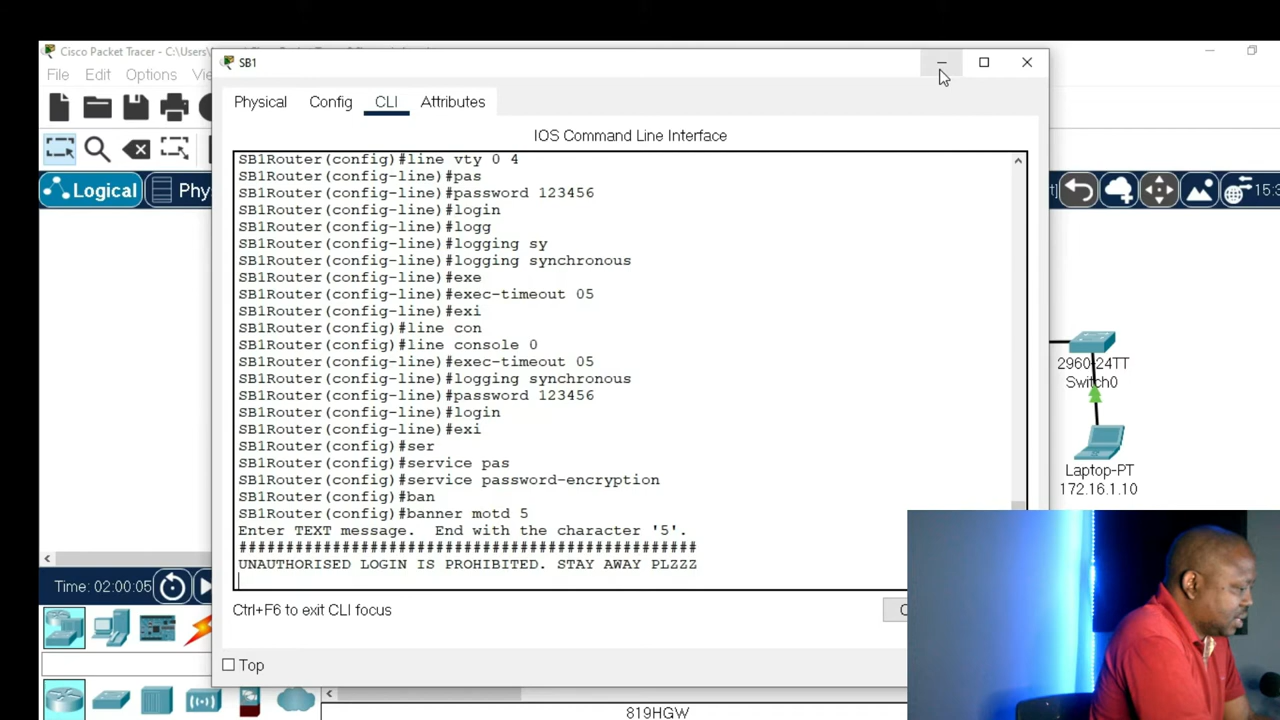 Cisco Packet Tracer - C:\Users\
SB1
File Edit Options
Physical Config CLI Attributes
IOS Command Line Interface
Logical
SB1Router(config)#line vty 0 4
SB1Router(config-line)#pas
SB1Router(config-line)#password 123456
SB1Router(config-line)#login
SB1Router(config-line)#logg
SB1Router(config-line)#logging sy
SB1Router(config-line)#logging synchronous
SB1Router(config-line)#exe
SB1Router(config-line)#exec-timeout 05
SB1Router(config-line)#exi
SB1Router(config)#line con
SB1Router(config)#line console 0
SB1Router(config-line)#exec-timeout 05
SB1Router(config-line)#logging synchronous
SB1Router(config-line)#password 123456
SB1Router(config-line)#login
SB1Router(config-line)#exi
SB1Router(config)#ser
SB1Router(config)#service pas
SB1Router(config)#service password-encryption
SB1Router(config)#ban
SB1Router(config)#banner motd 5
Enter TEXT message. End with the character '5'.
#################################################
UNAUTHORISED LOGIN IS PROHIBITED. STAY AWAY PLZZZ
2960-24TT
Switch0
Laptop-PT
172.16.1.10
Time: 02:00:05
Ctrl+F6 to exit CLI focus
Top
819HGW